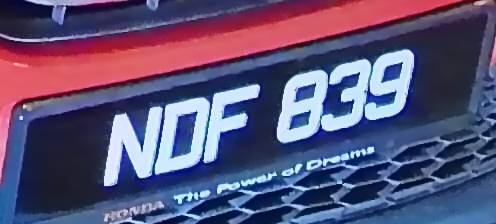 NDF 839
HONDA The Power of Dreams